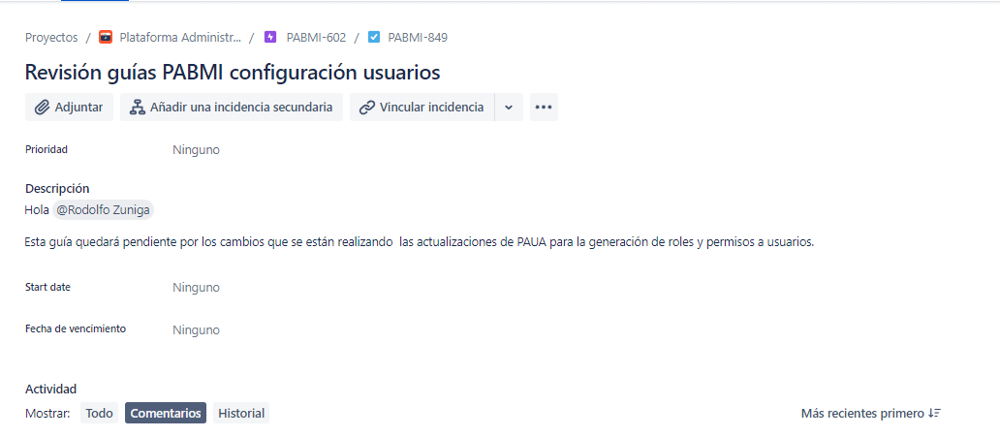 Proyectos / Plataforma Administr... / PABMI-602 / PABMI-849
Revisión guías PABMI configuración usuarios
Adjuntar Añadir una incidencia secundaria Vincular incidencia
Prioridad Ninguno
Descripción
Hola @Rodolfo Zuniga
Esta guía quedará pendiente por los cambios que se están realizando las actualizaciones de PAUA para la generación de roles y permisos a usuarios.
Start date Ninguno
Fecha de vencimiento Ninguno
Actividad
Mostrar: Todo Comentarios Historial Más recientes primero